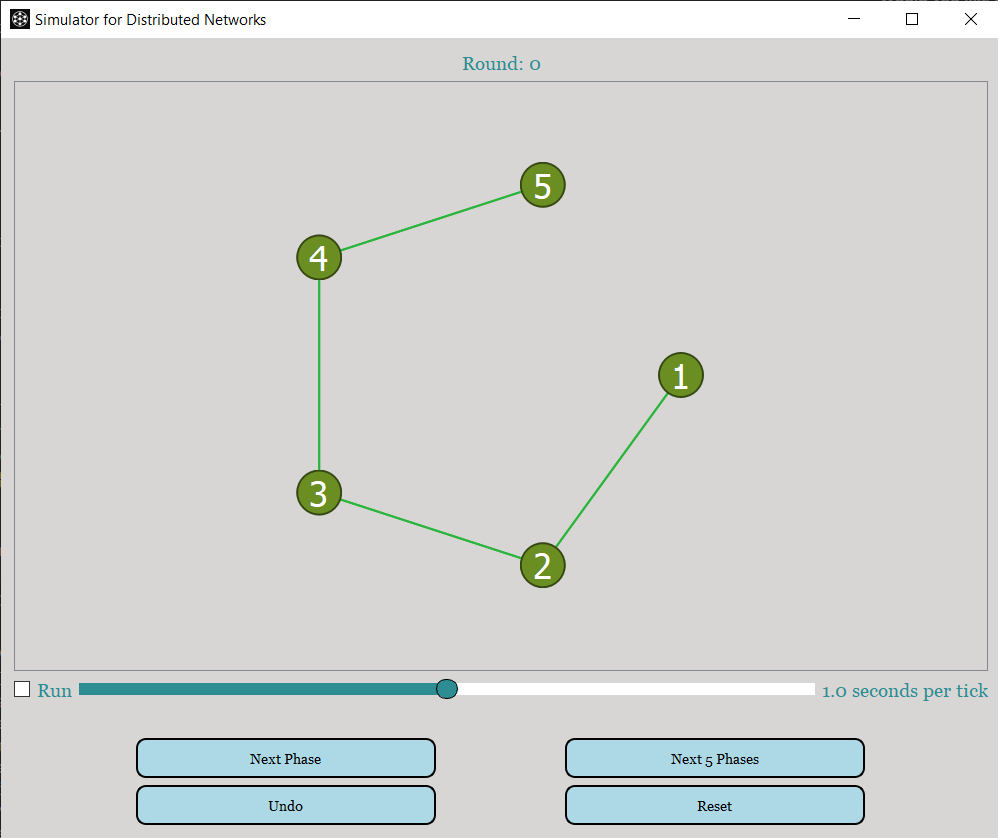 Simulator for Distributed Networks
Round: 0
5
4
1
3
2
Run
1.0 seconds per tick
Next Phase
Next 5 Phases
Undo
Reset